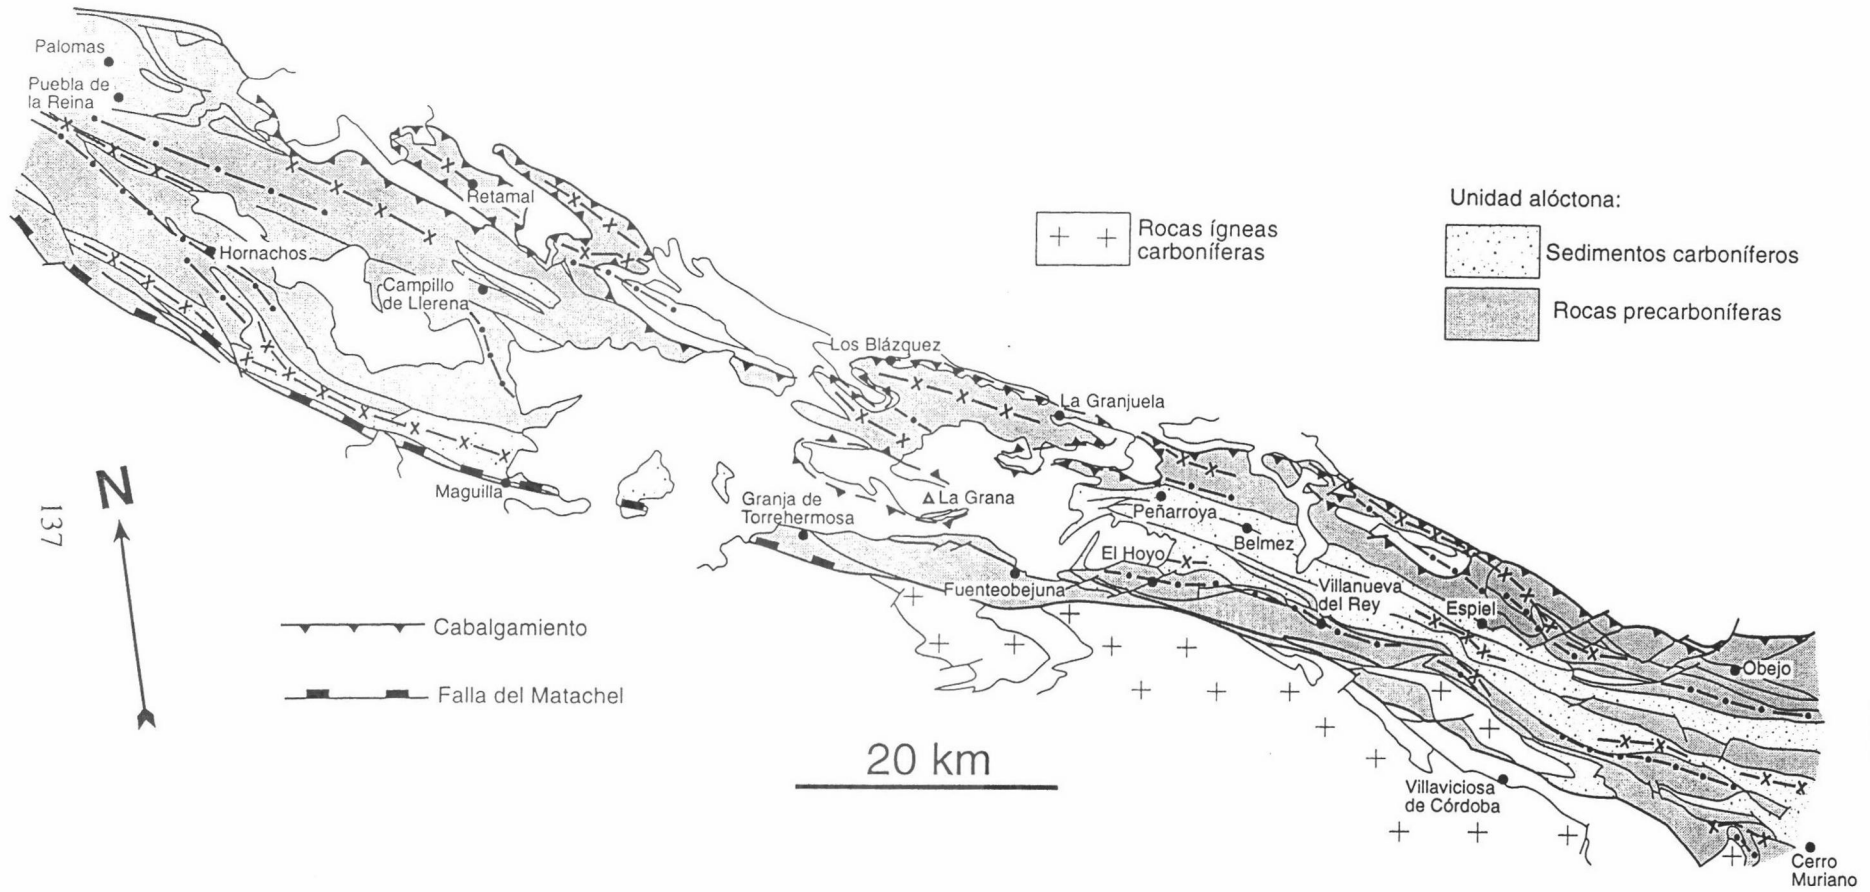 Palomas
Puebla de
la Reina
Retamal
Hornachos
Campillo
de Llerena
Maguilla
Los Blázquez
La Granjuela
La Grana
Granja de
Torrehermosa
Peñarroya
Belmez
El Hoyo
Fuenteobejuna
Villanueva
del Rey
Espiel
Obejo
Villaviciosa
de Córdoba
Cerro
Muriano
Rocas ígneas
carboníferas
Unidad alóctona:
Sedimentos carboníferos
Rocas precarboníferas
N
137
Cabalgamiento
Falla del Matachel
20 km